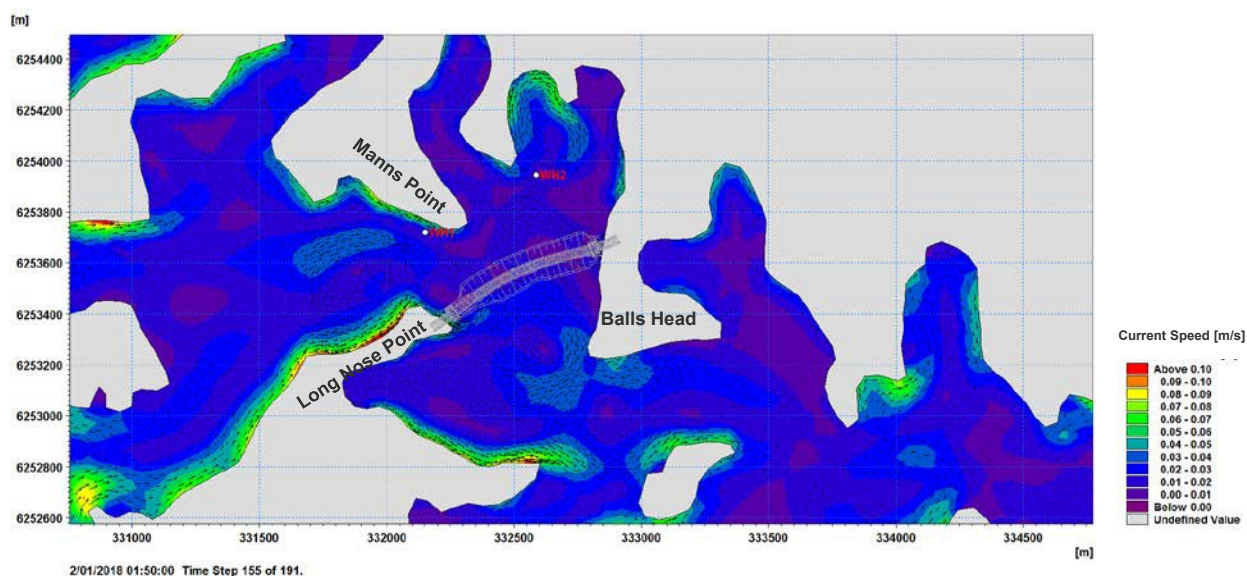 [m]
6254400
6254200
6254000
6253800
6253600
6253400
6253200
6253000
6252800
6252600
Manns Point
WH2
Long Nose Point
Balls Head
331000 331500 332000 332500 333000 333500 334000 334500
[m]
Current Speed [m/s]
Above 0.10
0.09 - 0.10
0.08 - 0.09
0.07 - 0.08
0.06 - 0.07
0.05 - 0.06
0.04 - 0.05
0.03 - 0.04
0.02 - 0.03
0.01 - 0.02
0.00 - 0.01
Below 0.00
Undefined Value
2/01/2018 01:50:00 Time Step 155 of 191.